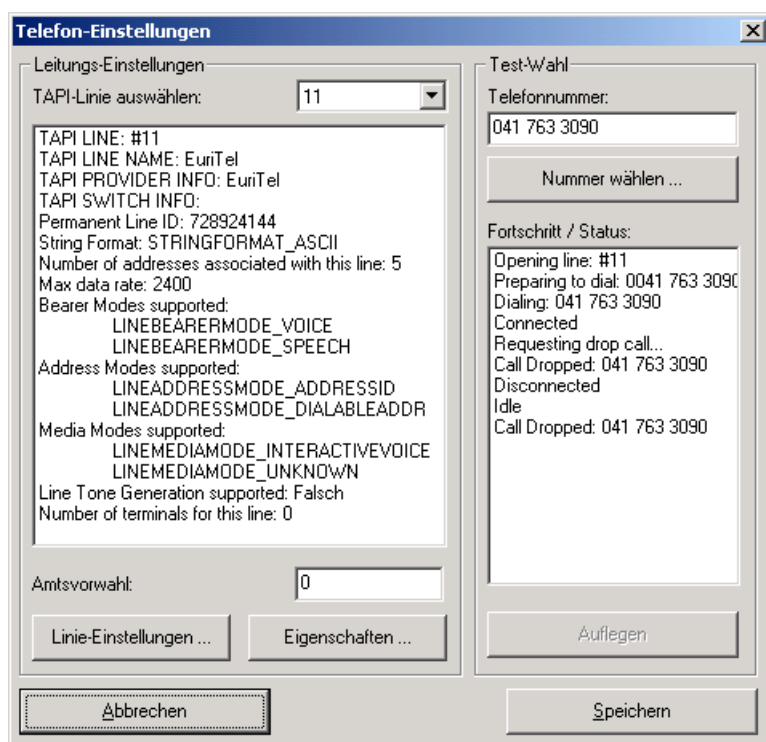 Telefon-Einstellungen
Leitungs-Einstellungen
TAPI-Linie auswählen:
11
TAPI LINE: #11
TAPI LINE NAME: EuriTel
TAPI PROVIDER INFO: EuriTel
TAPI SWITCH INFO:
Permanent Line ID: 728924144
String Format: STRINGFORMAT_ASCII
Number of addresses associated with this line: 5
Max data rate: 2400
Bearer Modes supported:
LINEBEARERMODE_VOICE
LINEBEARERMODE_SPEECH
Address Modes supported:
LINEADDRESSMODE_ADDRESSID
LINEADDRESSMODE_DIALABLEADDR
Media Modes supported:
LINEMEDIAMODE_INTERACTIVEVOICE
LINEMEDIAMODE_UNKNOWN
Line Tone Generation supported: Falsch
Number of terminals for this line: 0
Amtsvorwahl:
0
Linie-Einstellungen ...
Eigenschaften ...
Test-Wahl
Telefonnummer:
041 763 3090
Nummer wählen ...
Fortschritt / Status:
Opening line: #11
Preparing to dial: 0041 763 3090
Dialing: 041 763 3090
Connected
Requesting drop call...
Call Dropped: 041 763 3090
Disconnected
Idle
Call Dropped: 041 763 3090
Auflegen
Abbrechen
Speichern